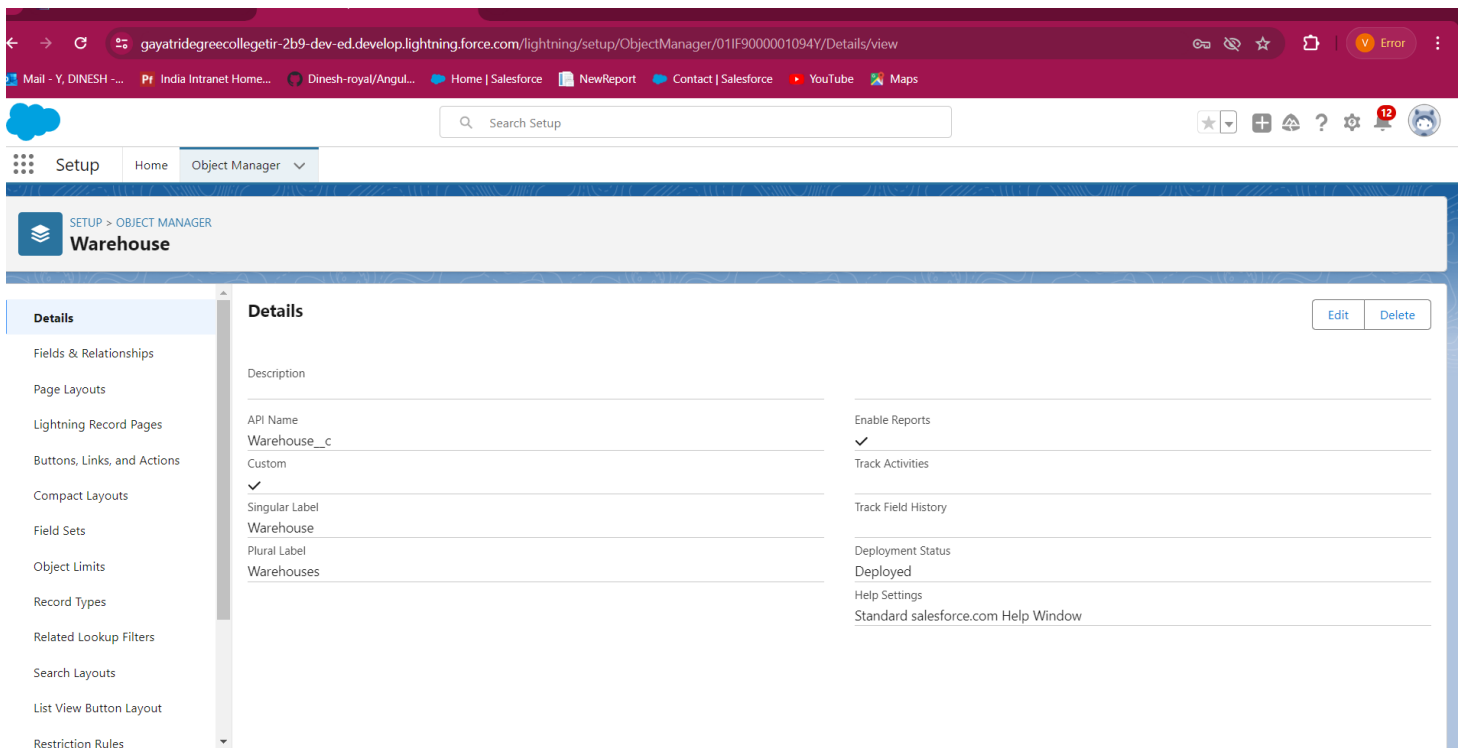 gayatridegreecollegetir-2b9-dev-ed.develop.lightning.force.com/lightning/setup/ObjectManager/01IF9000001094Y/Details/view
V Error
Mail - Y, DINESH -... Pf India Intranet Home... Dinesh-royal/Angul... Home | Salesforce NewReport Contact | Salesforce YouTube Maps
Search Setup
12
Setup Home Object Manager
SETUP > OBJECT MANAGER
Warehouse
Details
Fields & Relationships
Page Layouts
Lightning Record Pages
Buttons, Links, and Actions
Compact Layouts
Field Sets
Object Limits
Record Types
Related Lookup Filters
Search Layouts
List View Button Layout
Restriction Rules
Details
Edit Delete
Description
API Name
Warehouse__c
Custom
Singular Label
Warehouse
Plural Label
Warehouses
Enable Reports
Track Activities
Track Field History
Deployment Status
Deployed
Help Settings
Standard salesforce.com Help Window